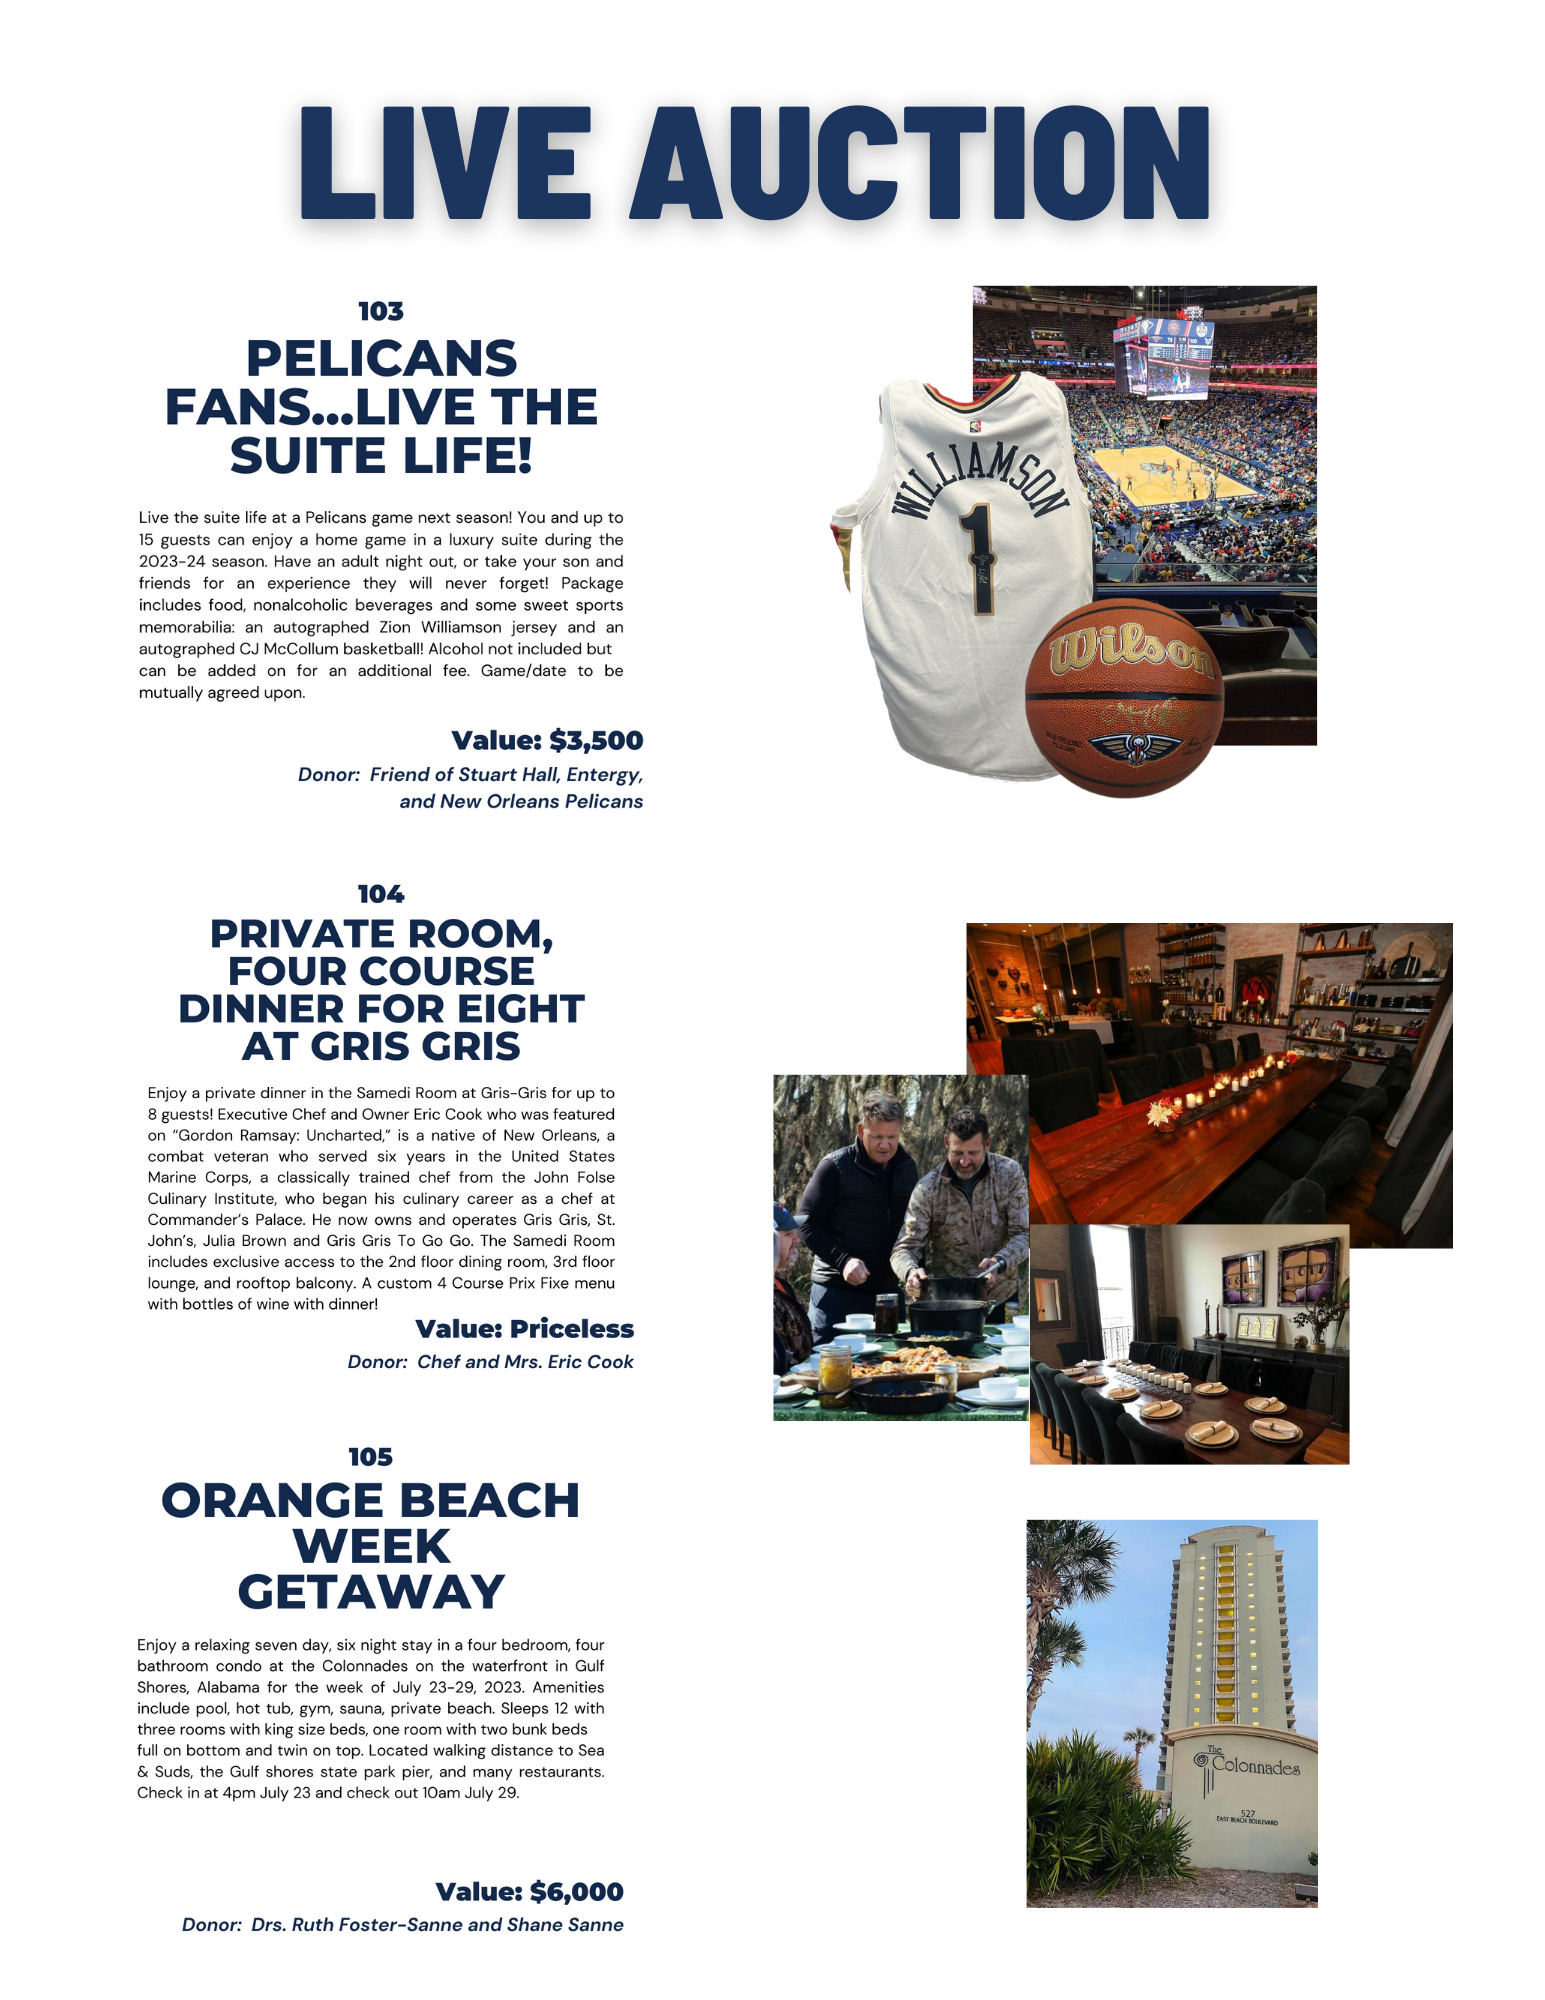 LIVE AUCTION
103
PELICANS
FANS...LIVE THE
SUITE LIFE!
Live the suite life at a Pelicans game next season! You and up to
15 guests can enjoy a home game in a luxury suite during the
2023-24 season. Have an adult night out, or take your son and
friends for an experience they will never forget! Package
includes food, nonalcoholic beverages and some sweet sports
memorabilia: an autographed Zion Williamson jersey and an
autographed CJ McCollum basketball! Alcohol not included but
can be added on for an additional fee. Game/date to be
mutually agreed upon.
Value: $3,500
Donor: Friend of Stuart Hall, Entergy,
and New Orleans Pelicans
WILLIAMSON
1
Wilson
104
PRIVATE ROOM,
FOUR COURSE
DINNER FOR EIGHT
AT GRIS GRIS
Enjoy a private dinner in the Samedi Room at Gris-Gris for up to
8 guests! Executive Chef and Owner Eric Cook who was featured
on “Gordon Ramsay: Uncharted,” is a native of New Orleans, a
combat veteran who served six years in the United States
Marine Corps, a classically trained chef from the John Folse
Culinary Institute, who began his culinary career as a chef at
Commander’s Palace. He now owns and operates Gris Gris, St.
John’s, Julia Brown and Gris Gris To Go Go. The Samedi Room
includes exclusive access to the 2nd floor dining room, 3rd floor
lounge, and rooftop balcony. A custom 4 Course Prix Fixe menu
with bottles of wine with dinner!
Value: Priceless
Donor: Chef and Mrs. Eric Cook
105
ORANGE BEACH
WEEK
GETAWAY
Enjoy a relaxing seven day, six night stay in a four bedroom, four
bathroom condo at the Colonnades on the waterfront in Gulf
Shores, Alabama for the week of July 23-29, 2023. Amenities
include pool, hot tub, gym, sauna, private beach. Sleeps 12 with
three rooms with king size beds, one room with two bunk beds
full on bottom and twin on top. Located walking distance to Sea
& Suds, the Gulf shores state park pier, and many restaurants.
Check in at 4pm July 23 and check out 10am July 29.
Value: $6,000
Donor: Drs. Ruth Foster-Sanne and Shane Sanne
The
Colonnades
527
EAST BEACH BOULEVARD